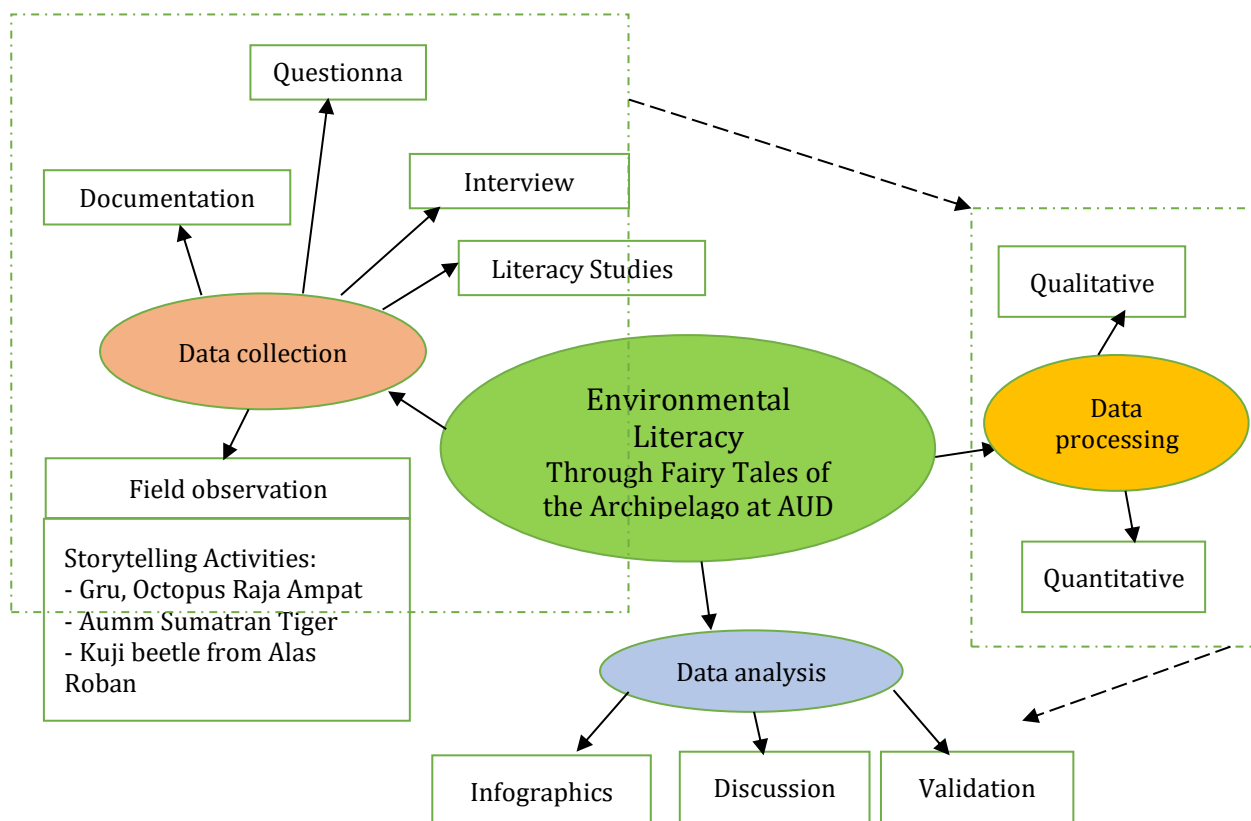 Questionna
Documentation
Interview
Literacy Studies
Data collection
Field observation
Storytelling Activities:
- Gru, Octopus Raja Ampat
- Aumm Sumatran Tiger
- Kuji beetle from Alas
Roban
Environmental
Literacy
Through Fairy Tales of
the Archipelago at AUD
Qualitative
Data
processing
Quantitative
Data analysis
Infographics
Discussion
Validation